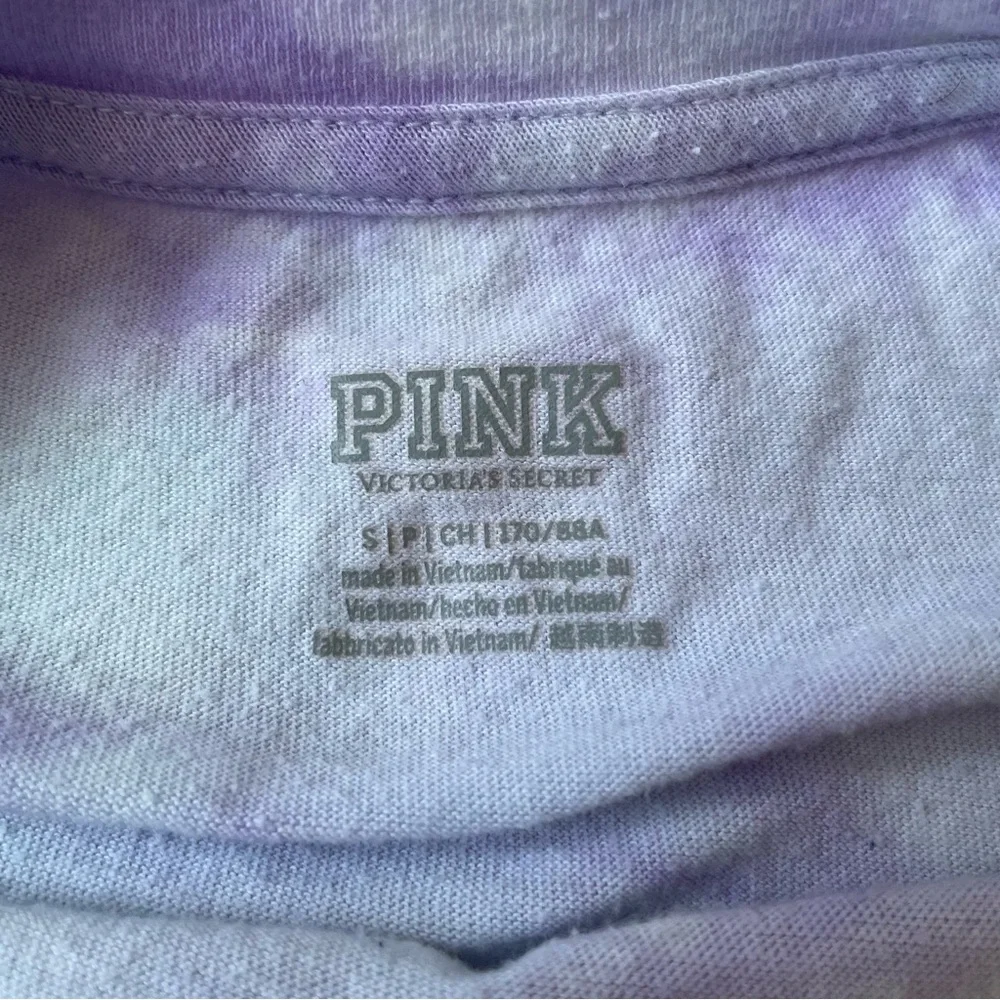 PINK
VICTORIA'S SECRET
S | P | CH | 170/88A
made in Vietnam/fabriqué au
Vietnam/hecho en Vietnam/
fabbricato in Vietnam/ 越南制造